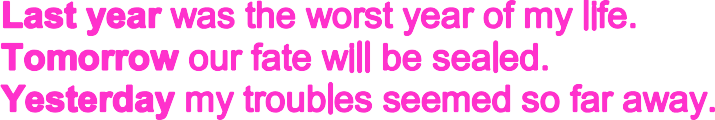 Last year was the worst year of my life.
Tomorrow our fate will be sealed.
Yesterday my troubles seemed so far away.